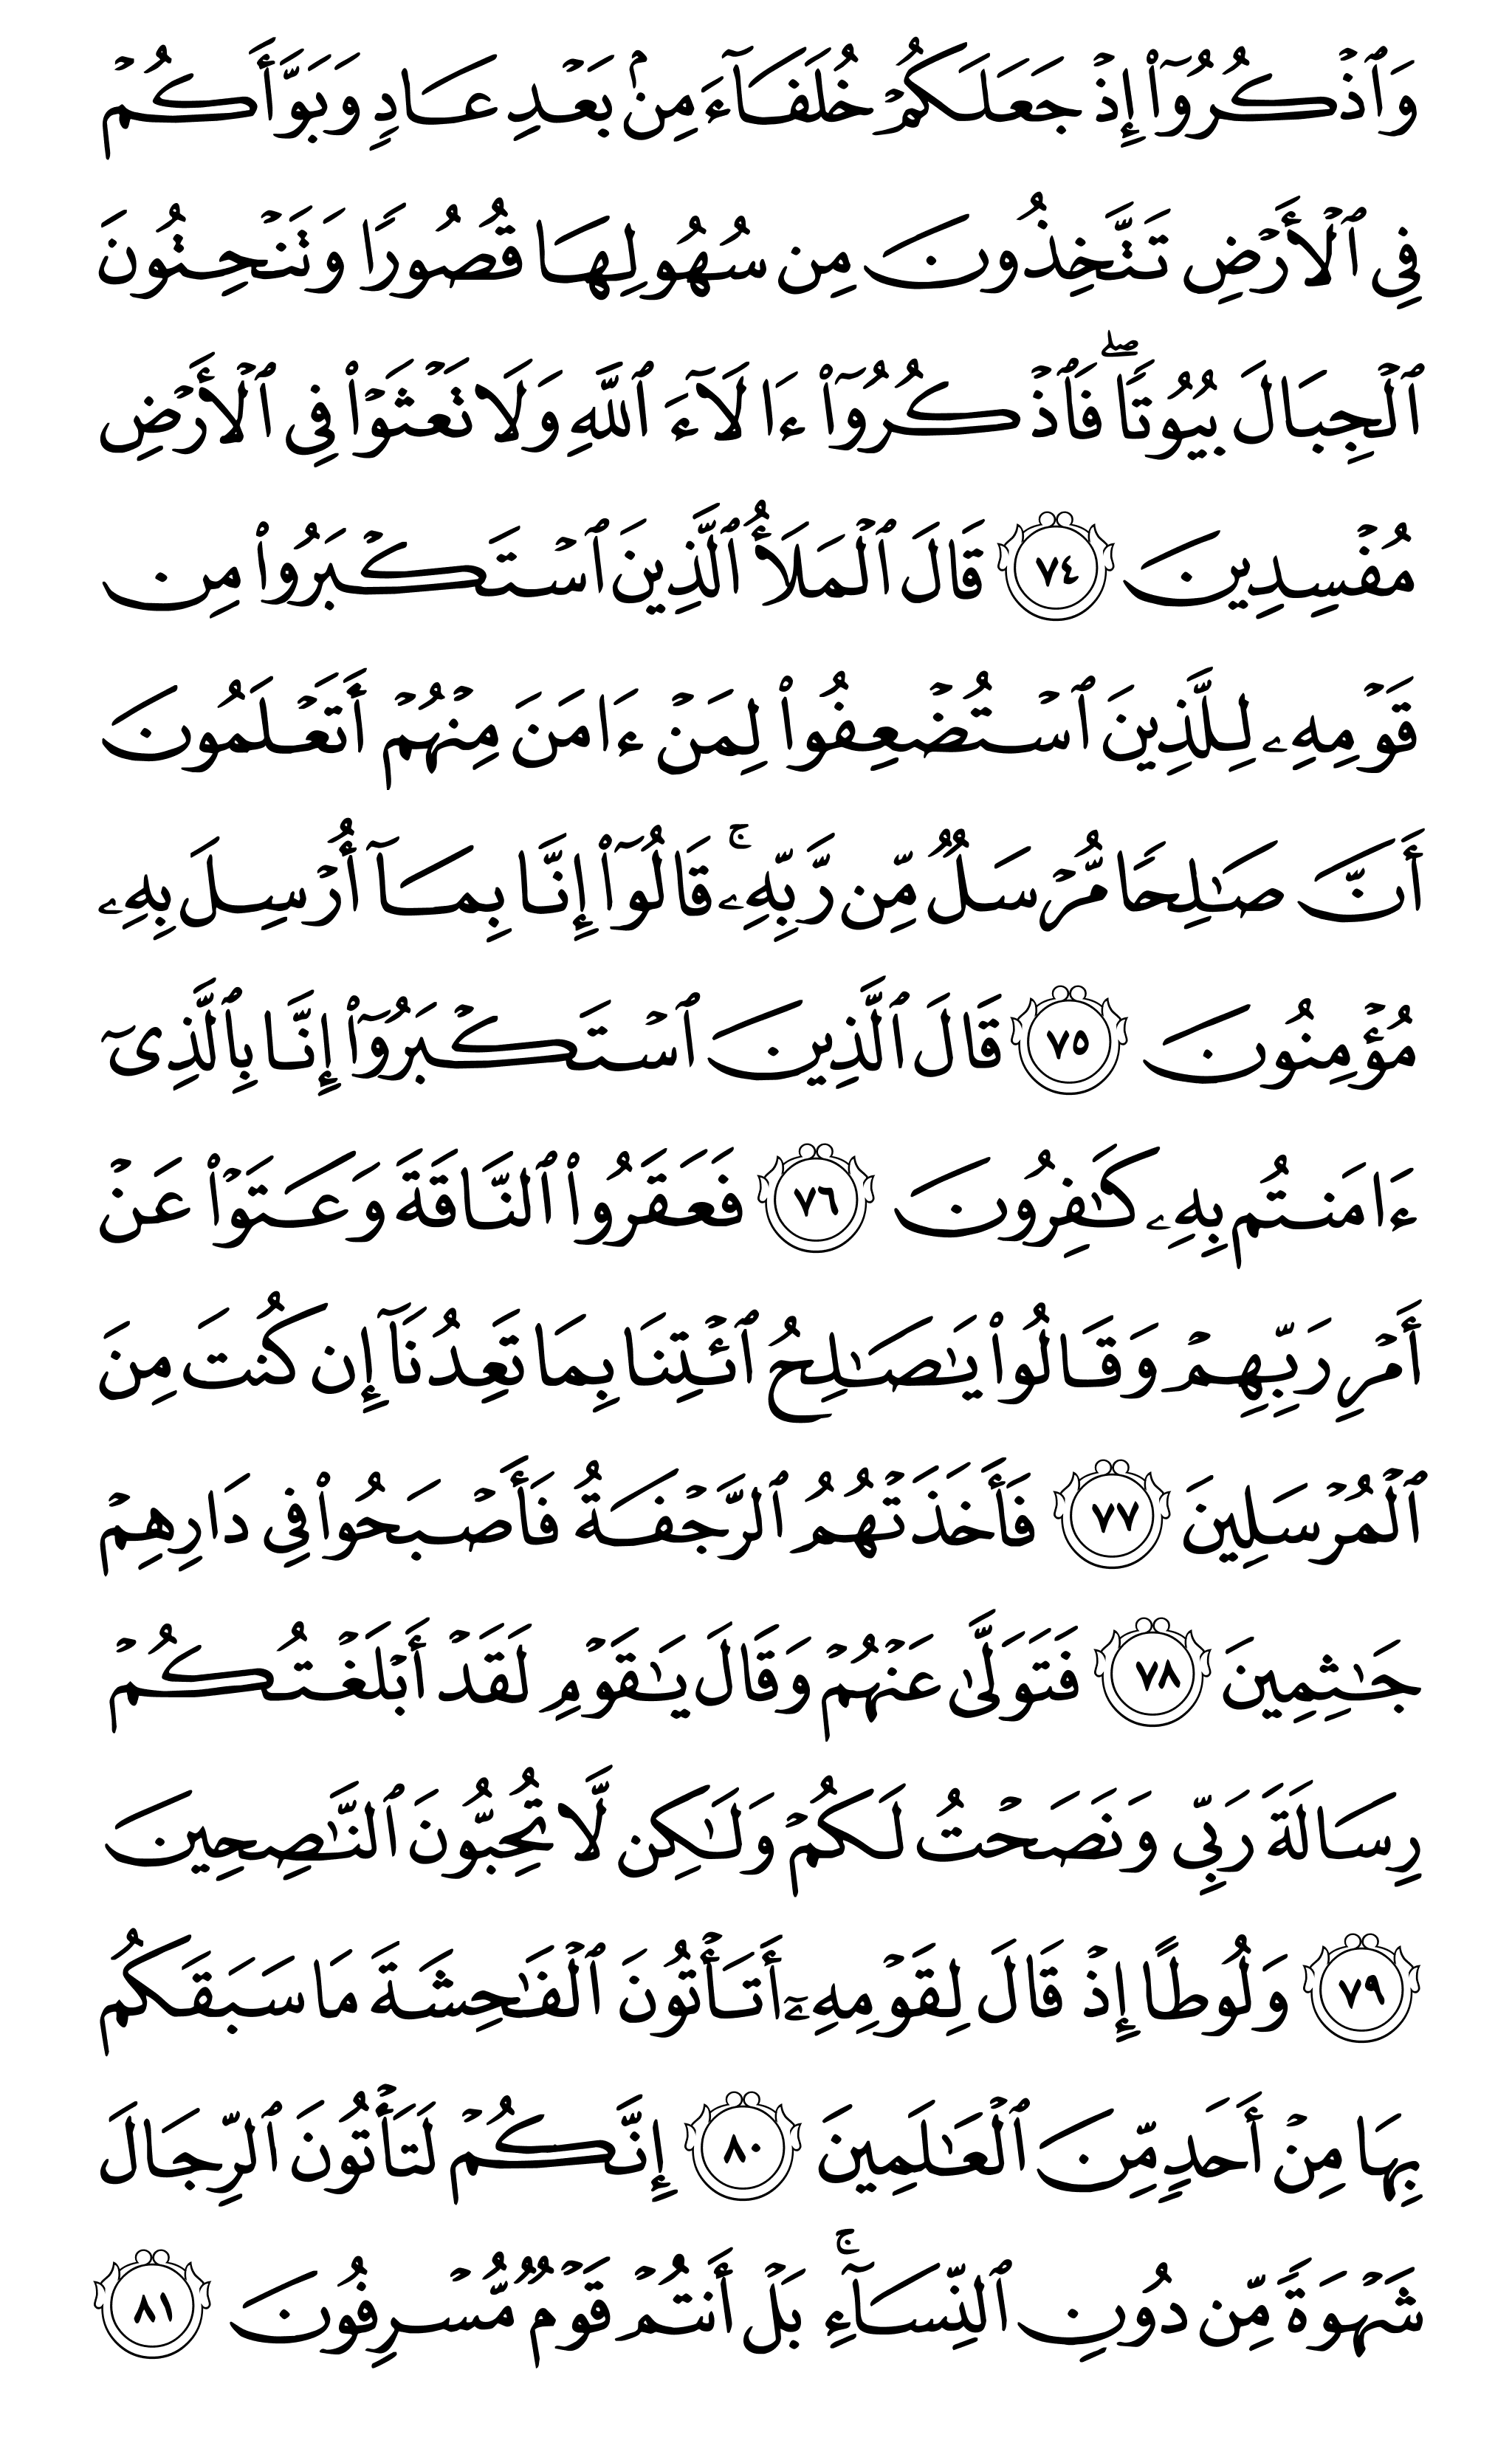 وَٱذۡكُرُوٓاْ إِذۡ جَعَلَكُمۡ خُلَفَآءَ مِنۢ بَعۡدِ عَادٖ وَبَوَّأَكُمۡ
فِي ٱلۡأَرۡضِ تَتَّخِذُونَ مِن سُهُولِهَا قُصُورٗا وَتَنۡحِتُونَ
ٱلۡجِبَالَ بُيُوتٗاۖ فَٱذۡكُرُوٓاْ ءَالَآءَ ٱللَّهِ وَلَا تَعۡثَوۡاْ فِي ٱلۡأَرۡضِ
مُفۡسِدِينَ ٧٤ قَالَ ٱلۡمَلَأُ ٱلَّذِينَ ٱسۡتَكۡبَرُواْ مِن
قَوۡمِهِۦ لِلَّذِينَ ٱسۡتُضۡعِفُواْ لِمَنۡ ءَامَنَ مِنۡهُمۡ أَتَعۡلَمُونَ
أَنَّ صَٰلِحٗا مُّرۡسَلٞ مِّن رَّبِّهِۦۚ قَالُوٓاْ إِنَّا بِمَآ أُرۡسِلَ بِهِۦ
مُؤۡمِنُونَ ٧٥ قَالَ ٱلَّذِينَ ٱسۡتَكۡبَرُوٓاْ إِنَّا بِٱلَّذِيٓ
ءَامَنتُم بِهِۦ كَٰفِرُونَ ٧٦ فَعَقَرُواْ ٱلنَّاقَةَ وَعَتَوۡاْ عَنۡ
أَمۡرِ رَبِّهِمۡ وَقَالُواْ يَٰصَٰلِحُ ٱئۡتِنَا بِمَا تَعِدُنَآ إِن كُنتَ مِنَ
ٱلۡمُرۡسَلِينَ ٧٧ فَأَخَذَتۡهُمُ ٱلرَّجۡفَةُ فَأَصۡبَحُواْ فِي دَارِهِمۡ
جَٰثِمِينَ ٧٨ فَتَوَلَّىٰ عَنۡهُمۡ وَقَالَ يَٰقَوۡمِ لَقَدۡ أَبۡلَغۡتُكُمۡ
رِسَالَةَ رَبِّي وَنَصَحۡتُ لَكُمۡ وَلَٰكِن لَّا تُحِبُّونَ ٱلنَّٰصِحِينَ
٧٩ وَلُوطًا إِذۡ قَالَ لِقَوۡمِهِۦٓ أَتَأۡتُونَ ٱلۡفَٰحِشَةَ مَا سَبَقَكُم
بِهَا مِنۡ أَحَدٖ مِّنَ ٱلۡعَٰلَمِينَ ٨٠ إِنَّكُمۡ لَتَأۡتُونَ ٱلرِّجَالَ
شَهۡوَةٗ مِّن دُونِ ٱلنِّسَآءِۚ بَلۡ أَنتُمۡ قَوۡمٞ مُّسۡرِفُونَ ٨١